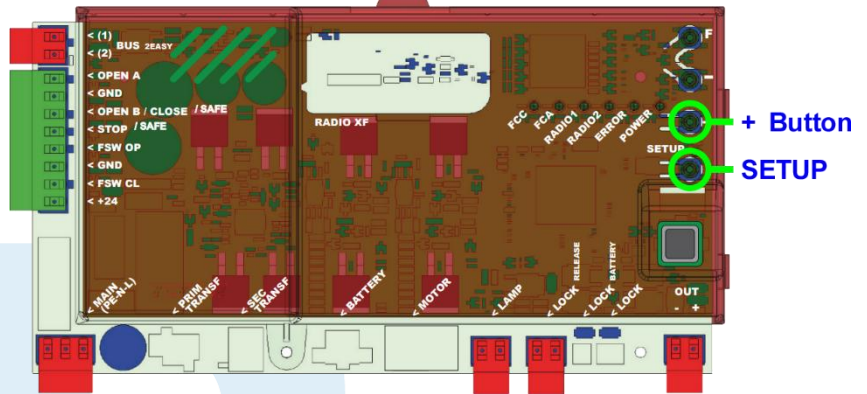 < (1)
BUS 2EASY
< (2)
< OPEN A
< GND
< OPEN B / CLOSE / SAFE
< STOP / SAFE
< FSW OP
< GND
< FSW CL
< +24
RADIO XF
FCC
FCA
RADIO1
RADIO2
ERROR
POWER
F
-
+ Button
SETUP
SETUP
< MAIN
(PE-N-L)
< PRIM
TRANSF
< SEC
TRANSF
< BATTERY
< MOTOR
< LAMP
< LOCK
RELEASE
< LOCK
BATTERY
< LOCK
OUT
- +